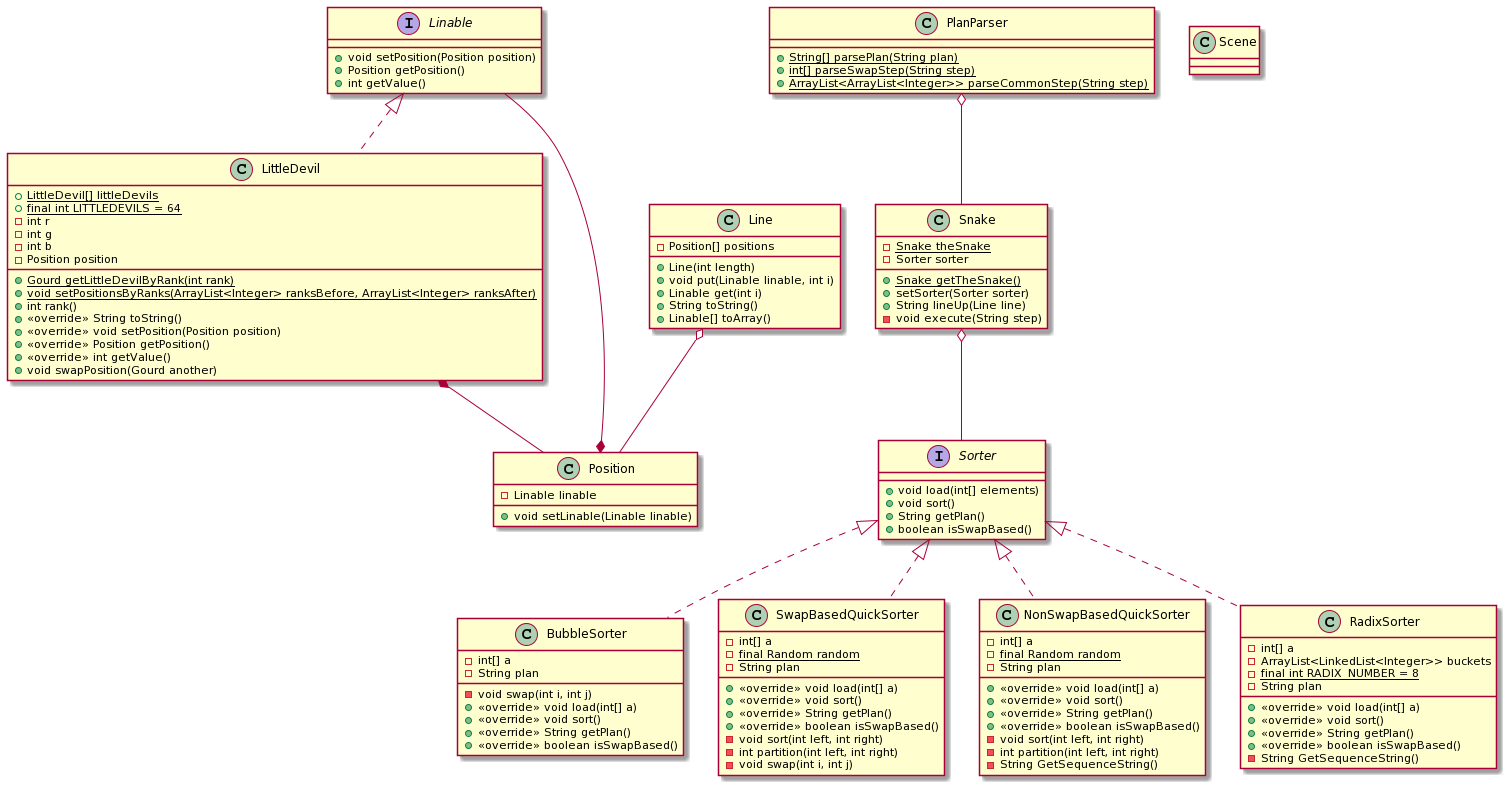 I Linable
void setPosition(Position position)
Position getPosition()
int getValue()
C PlanParser
String[] parsePlan(String plan)
int[] parseSwapStep(String step)
ArrayList<ArrayList<Integer>> parseCommonStep(String step)
C Scene
C LittleDevil
LittleDevil[] littleDevils
final int LITTLEDEVILS = 64
int r
int g
int b
Position position
Gourd getLittleDevilByRank(int rank)
void setPositionsByRanks(ArrayList<Integer> ranksBefore, ArrayList<Integer> ranksAfter)
int rank()
«override» String toString()
«override» void setPosition(Position position)
«override» Position getPosition()
«override» int getValue()
void swapPosition(Gourd another)
C Line
Position[] positions
Line(int length)
void put(Linable linable, int i)
Linable get(int i)
String toString()
Linable[] toArray()
C Snake
Snake theSnake
Sorter sorter
Snake getTheSnake()
setSorter(Sorter sorter)
String lineUp(Line line)
void execute(String step)
C Position
Linable linable
void setLinable(Linable linable)
I Sorter
void load(int[] elements)
void sort()
String getPlan()
boolean isSwapBased()
C BubbleSorter
int[] a
String plan
void swap(int i, int j)
«override» void load(int[] a)
«override» void sort()
«override» String getPlan()
«override» boolean isSwapBased()
C SwapBasedQuickSorter
int[] a
final Random random
String plan
«override» void load(int[] a)
«override» void sort()
«override» String getPlan()
«override» boolean isSwapBased()
void sort(int left, int right)
int partition(int left, int right)
void swap(int i, int j)
C NonSwapBasedQuickSorter
int[] a
final Random random
String plan
«override» void load(int[] a)
«override» void sort()
«override» String getPlan()
«override» boolean isSwapBased()
void sort(int left, int right)
int partition(int left, int right)
String GetSequenceString()
C RadixSorter
int[] a
ArrayList<LinkedList<Integer>> buckets
final int RADIX_NUMBER = 8
String plan
«override» void load(int[] a)
«override» void sort()
«override» String getPlan()
«override» boolean isSwapBased()
String GetSequenceString()